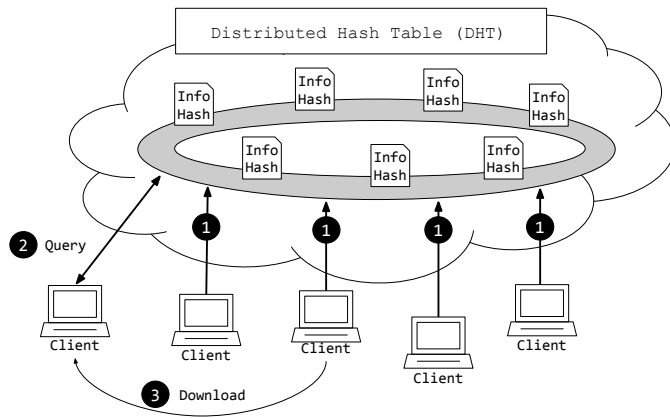 Distributed Hash Table (DHT)
Info
Hash
Info
Hash
Info
Hash
Info
Hash
Info
Hash
Info
Hash
Info
Hash
1
1
1
1
2 Query
Client
Client
Client
Client
Client
3 Download